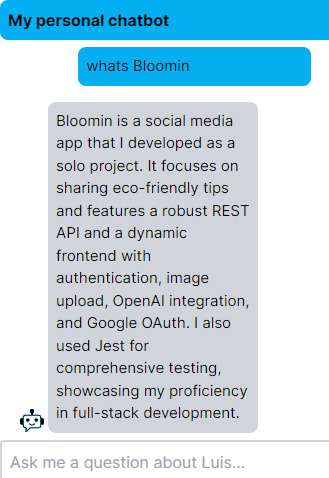 My personal chatbot
whats Bloomin
Bloomin is a social media
app that I developed as a
solo project. It focuses on
sharing eco-friendly tips
and features a robust REST
API and a dynamic
frontend with
authentication, image
upload, OpenAI integration,
and Google OAuth. I also
used Jest for
comprehensive testing,
showcasing my proficiency
in full-stack development.
Ask me a question about Luis...